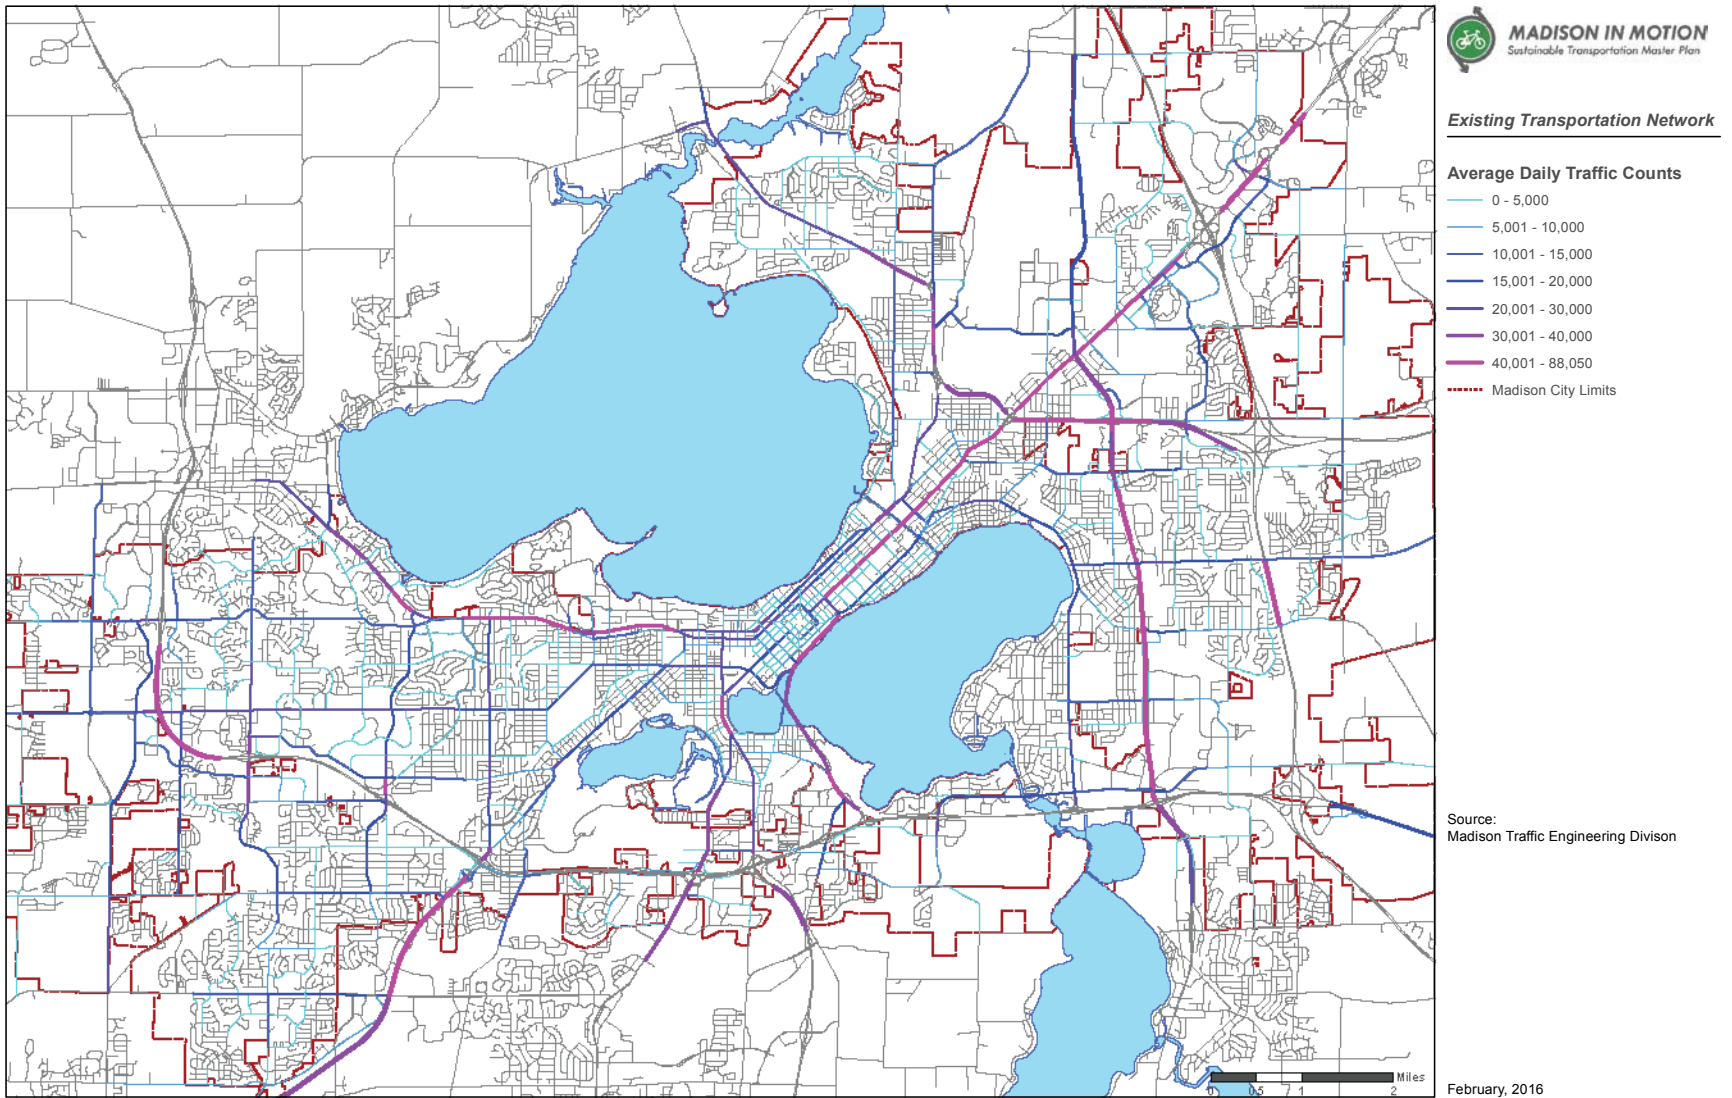 MADISON IN MOTION
Sustainable Transportation Master Plan
Existing Transportation Network
Average Daily Traffic Counts
0 - 5,000
5,001 - 10,000
10,001 - 15,000
15,001 - 20,000
20,001 - 30,000
30,001 - 40,000
40,001 - 88,050
Madison City Limits
Source:
Madison Traffic Engineering Divison
Miles
0 0.5 1 2
February, 2016